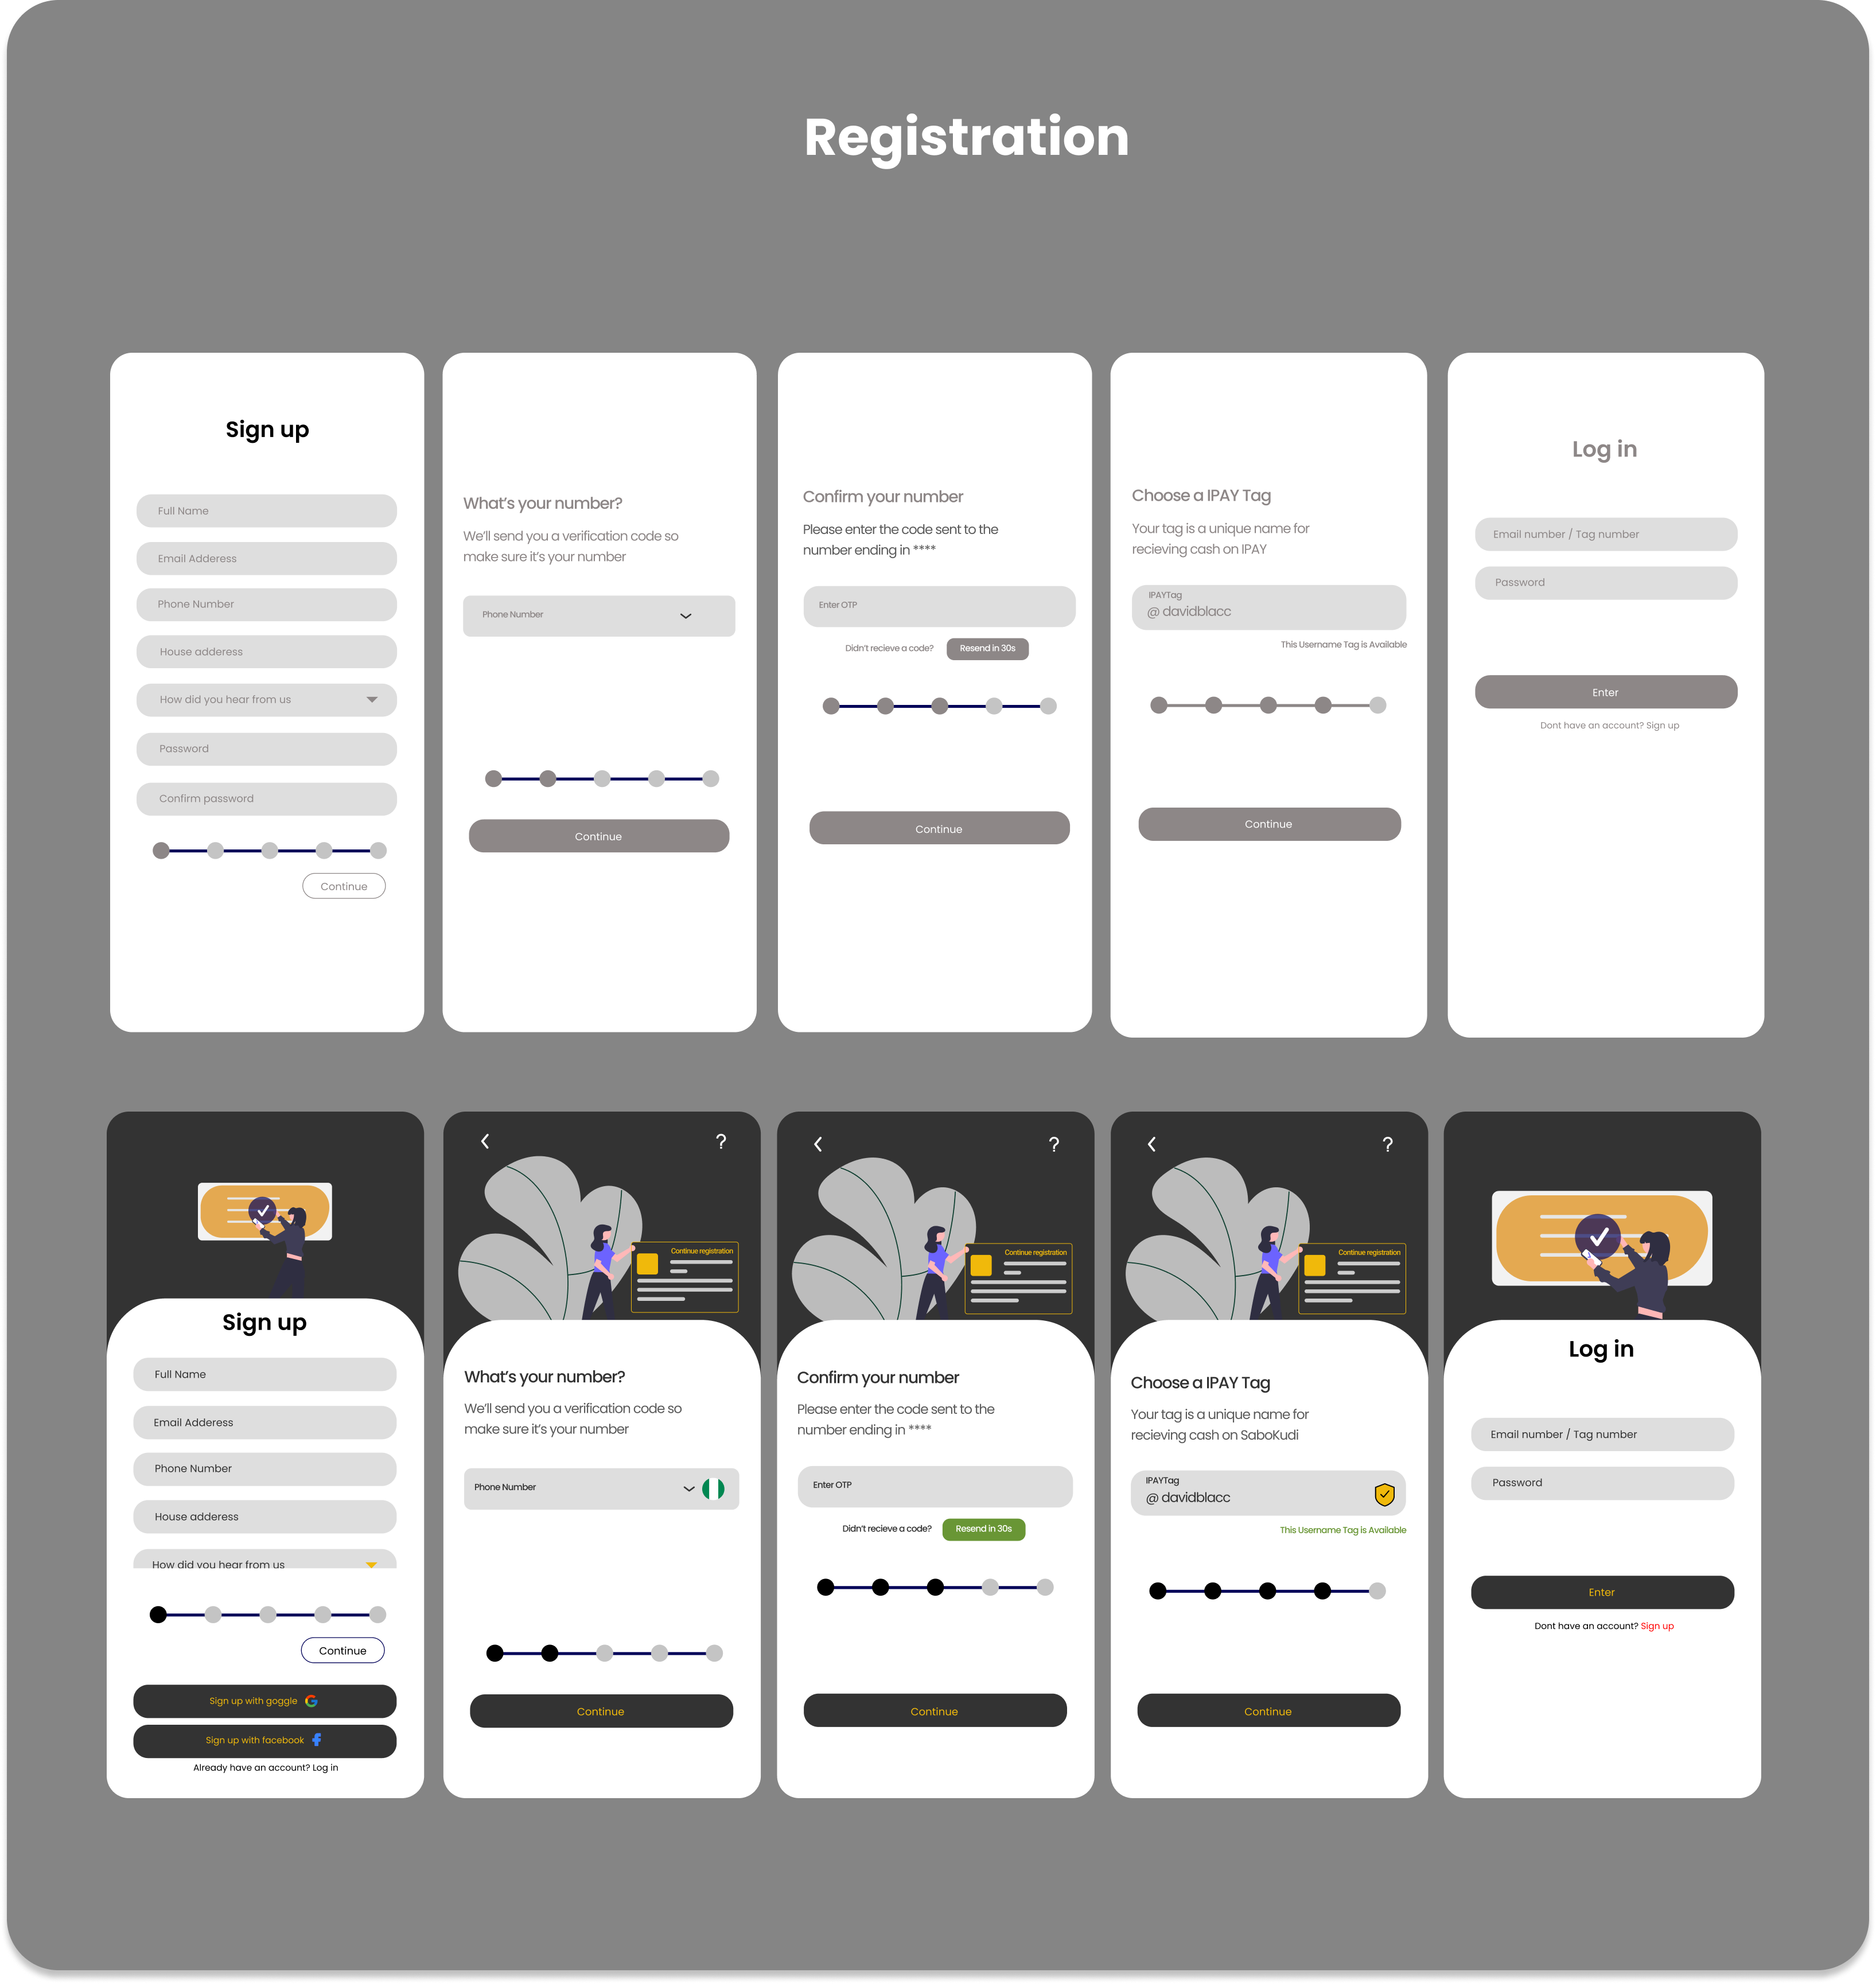 Registration
Sign up
Full Name
Email Adderess
Phone Number
House adderess
How did you hear from us
Password
Confirm password
Continue
What's your number?
We'll send you a verification code so
make sure it's your number
Phone Number
Continue
Confirm your number
Please enter the code sent to the
number ending in ****
Enter OTP
Didn't recieve a code?
Resend in 30s
Continue
Choose a IPAY Tag
Your tag is a unique name for
recieving cash on IPAY
IPAYTag
@ davidblacc
This Username Tag is Available
Continue
Log in
Email number / Tag number
Password
Enter
Dont have an account? Sign up
Sign up
Full Name
Email Adderess
Phone Number
House adderess
How did you hear from us
Continue
Sign up with goggle
Sign up with facebook
Already have an account? Log in
?
Continue registration
What's your number?
We'll send you a verification code so
make sure it's your number
Phone Number
Continue
?
Continue registration
Confirm your number
Please enter the code sent to the
number ending in ****
Enter OTP
Didn't recieve a code?
Resend in 30s
Continue
?
Continue registration
Choose a IPAY Tag
Your tag is a unique name for
recieving cash on SaboKudi
IPAYTag
@ davidblacc
This Username Tag is Available
Continue
Log in
Email number / Tag number
Password
Enter
Dont have an account? Sign up